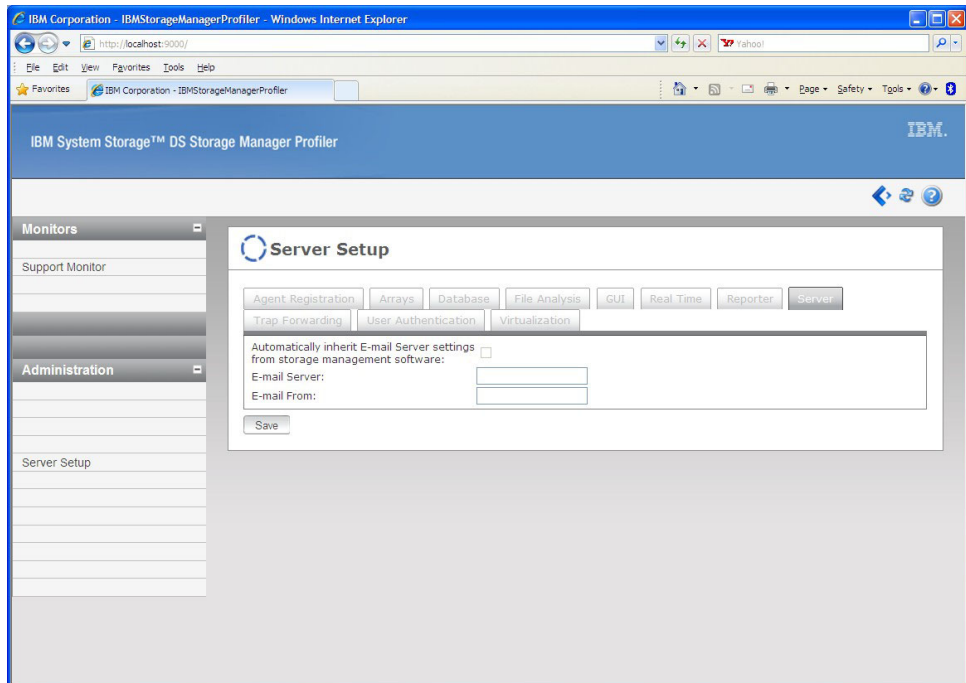 IBM Corporation - IBMStorageManagerProfiler - Windows Internet Explorer
http://localhost:9000/
Yahoo!
File Edit View Favorites Tools Help
Favorites IBM Corporation - IBMStorageManagerProfiler Page Safety Tools
IBM System Storage™ DS Storage Manager Profiler IBM.
Monitors
Support Monitor
Administration
Server Setup
Server Setup
Agent Registration Arrays Database File Analysis GUI Real Time Reporter Server
Trap Forwarding User Authentication Virtualization
Automatically inherit E-mail Server settings
from storage management software:
E-mail Server:
E-mail From:
Save